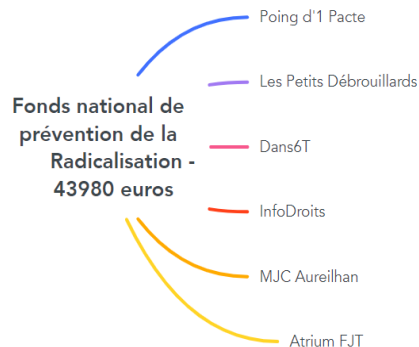 Fonds national de
prévention de la
Radicalisation -
43980 euros
Poing d'1 Pacte
Les Petits Débrouillards
Dans6T
InfoDroits
MJC Aureilhan
Atrium FJT